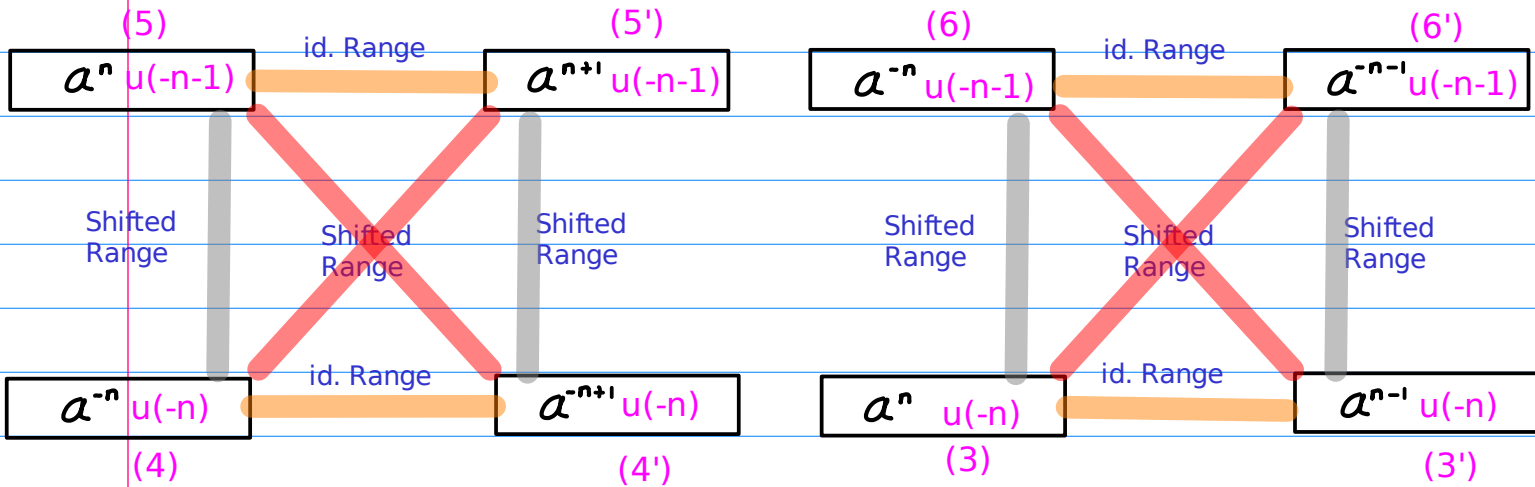 (5) (5') (6) (6')
id. Range id. Range
aⁿ u(-n-1) aⁿ⁺¹ u(-n-1) a⁻ⁿ u(-n-1) a⁻ⁿ⁻¹ u(-n-1)
Shifted Shifted Shifted Shifted Shifted Shifted
Range Range Range Range Range Range
id. Range id. Range
a⁻ⁿ u(-n) a⁻ⁿ⁺¹ u(-n) aⁿ u(-n) aⁿ⁻¹ u(-n)
(4) (4') (3) (3')